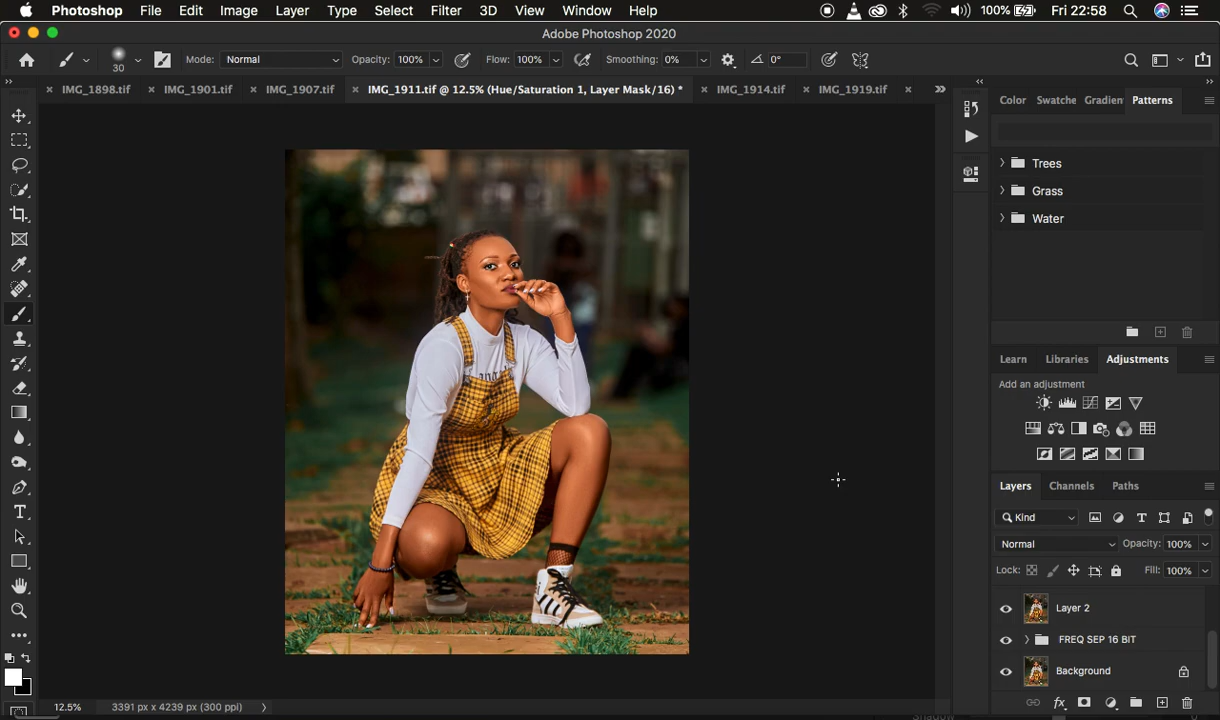 Photoshop File Edit Image Layer Type Select Filter 3D View Window Help 100% Fri 22:58
Adobe Photoshop 2020
30 Mode: Normal Opacity: 100% Flow: 100% Smoothing: 0% 0°
IMG_1898.tif IMG_1901.tif IMG_1907.tif IMG_1911.tif @ 12.5% (Hue/Saturation 1, Layer Mask/16) * IMG_1914.tif IMG_1919.tif
Color Swatche Gradien Patterns
Trees
Grass
Water
Learn Libraries Adjustments
Add an adjustment
Layers Channels Paths
Kind
Normal Opacity: 100%
Lock: Fill: 100%
Layer 2
FREQ SEP 16 BIT
Background
12.5% 3391 px x 4239 px (300 ppi)